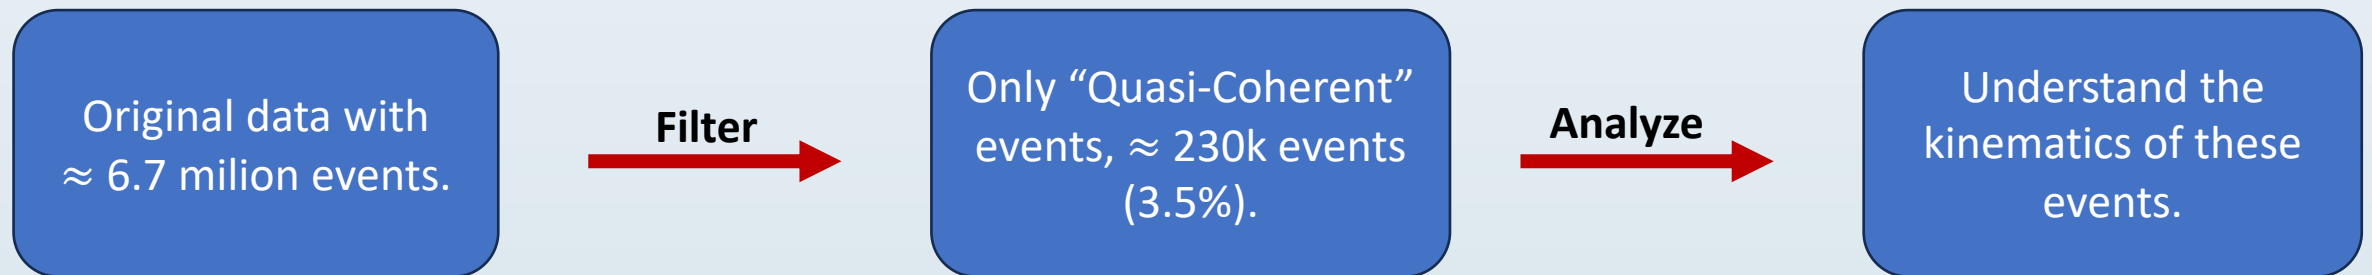 Original data with
≈ 6.7 milion events.
Filter
Only “Quasi-Coherent”
events, ≈ 230k events
(3.5%).
Analyze
Understand the
kinematics of these
events.